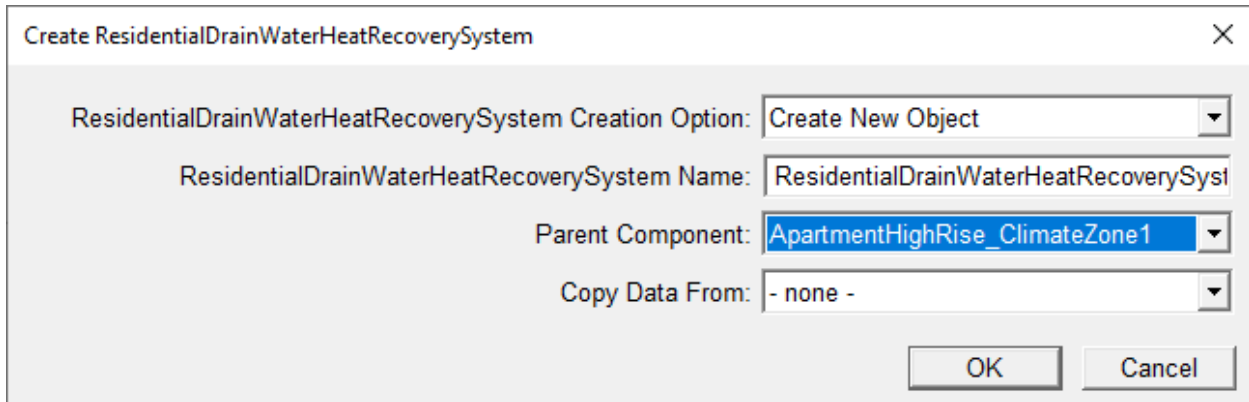 Create ResidentialDrainWaterHeatRecoverySystem
ResidentialDrainWaterHeatRecoverySystem Creation Option: Create New Object
ResidentialDrainWaterHeatRecoverySystem Name: ResidentialDrainWaterHeatRecoverySyst
Parent Component: ApartmentHighRise_ClimateZone1
Copy Data From: - none -
OK Cancel